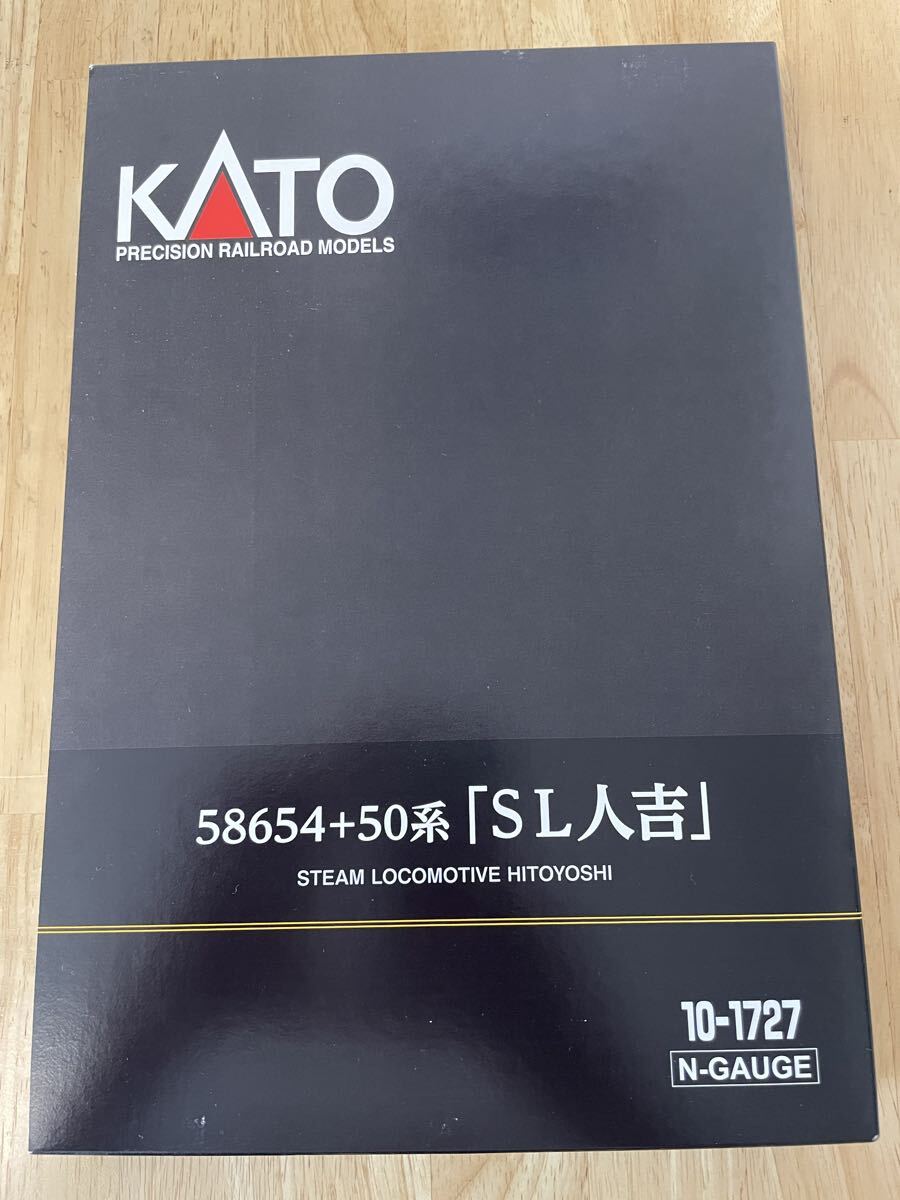 KATO
PRECISION RAILROAD MODELS
58654+50系「SL人吉」
STEAM LOCOMOTIVE HITOYOSHI
10-1727
N-GAUGE